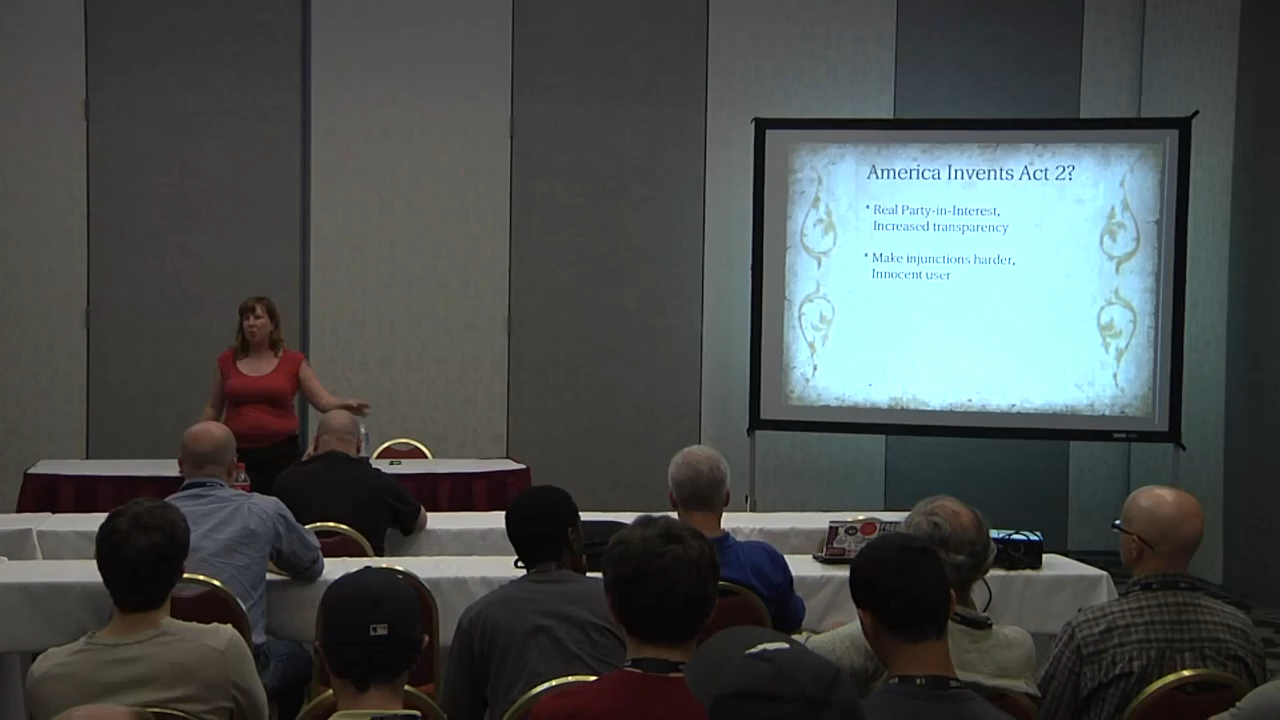 America Invents Act 2?
* Real Party-in-Interest,
Increased transparency
* Make injunctions harder,
Innocent user